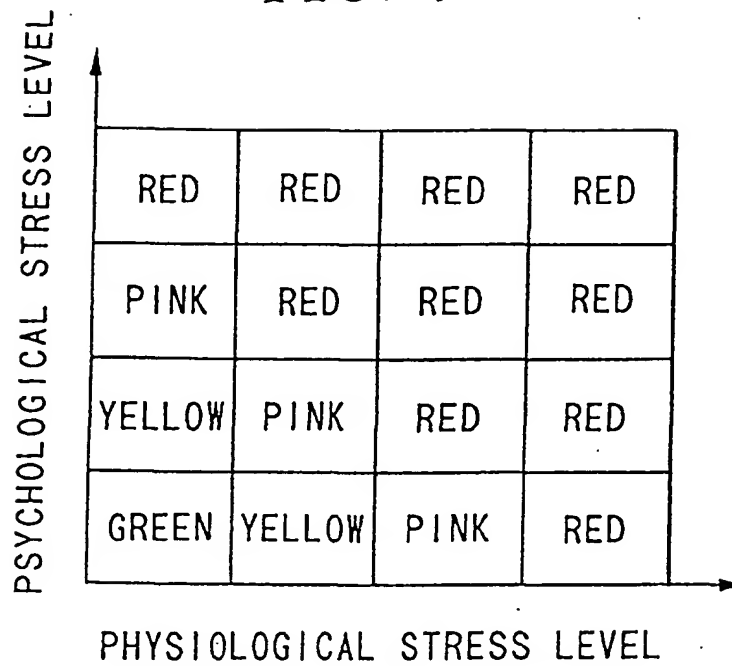 PSYCHOLOGICAL STRESS LEVEL
RED RED RED RED
PINK RED RED RED
YELLOW PINK RED RED
GREEN YELLOW PINK RED
PHYSIOLOGICAL STRESS LEVEL